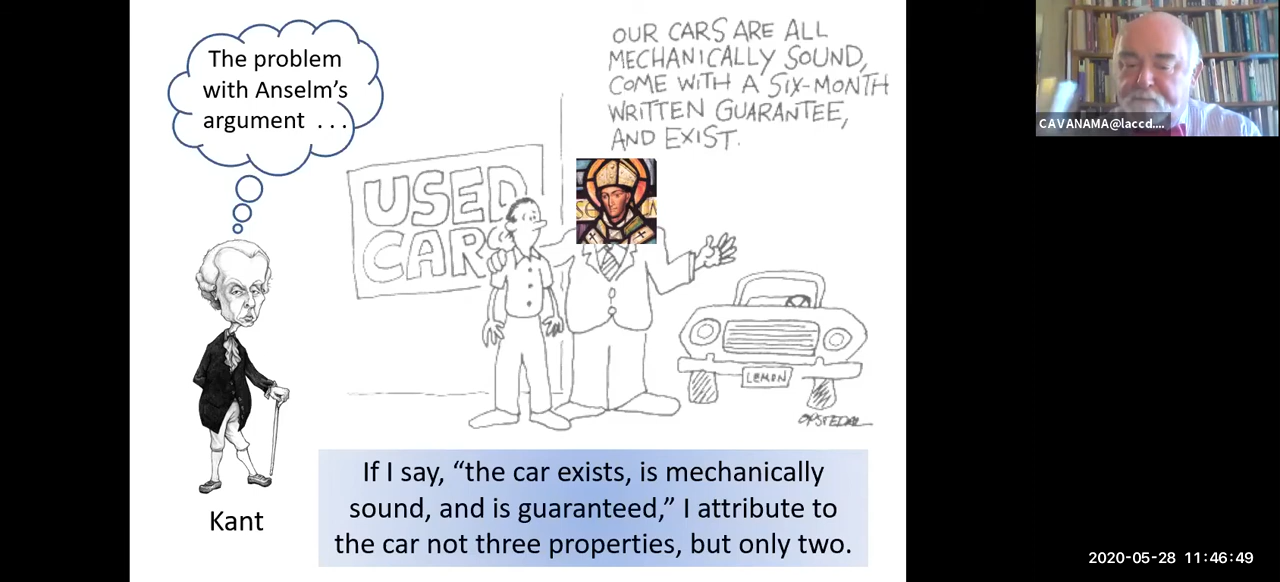 The problem
with Anselm's
argument . . .
OUR CARS ARE ALL
MECHANICALLY SOUND,
COME WITH A SIX-MONTH
WRITTEN GUARANTEE,
AND EXIST.
USED
CARS
LEMON
OPSTEDAL
Kant
If I say, “the car exists, is mechanically
sound, and is guaranteed,” I attribute to
the car not three properties, but only two.
CAVANAMA@laccd....
2020-05-28 11:46:49